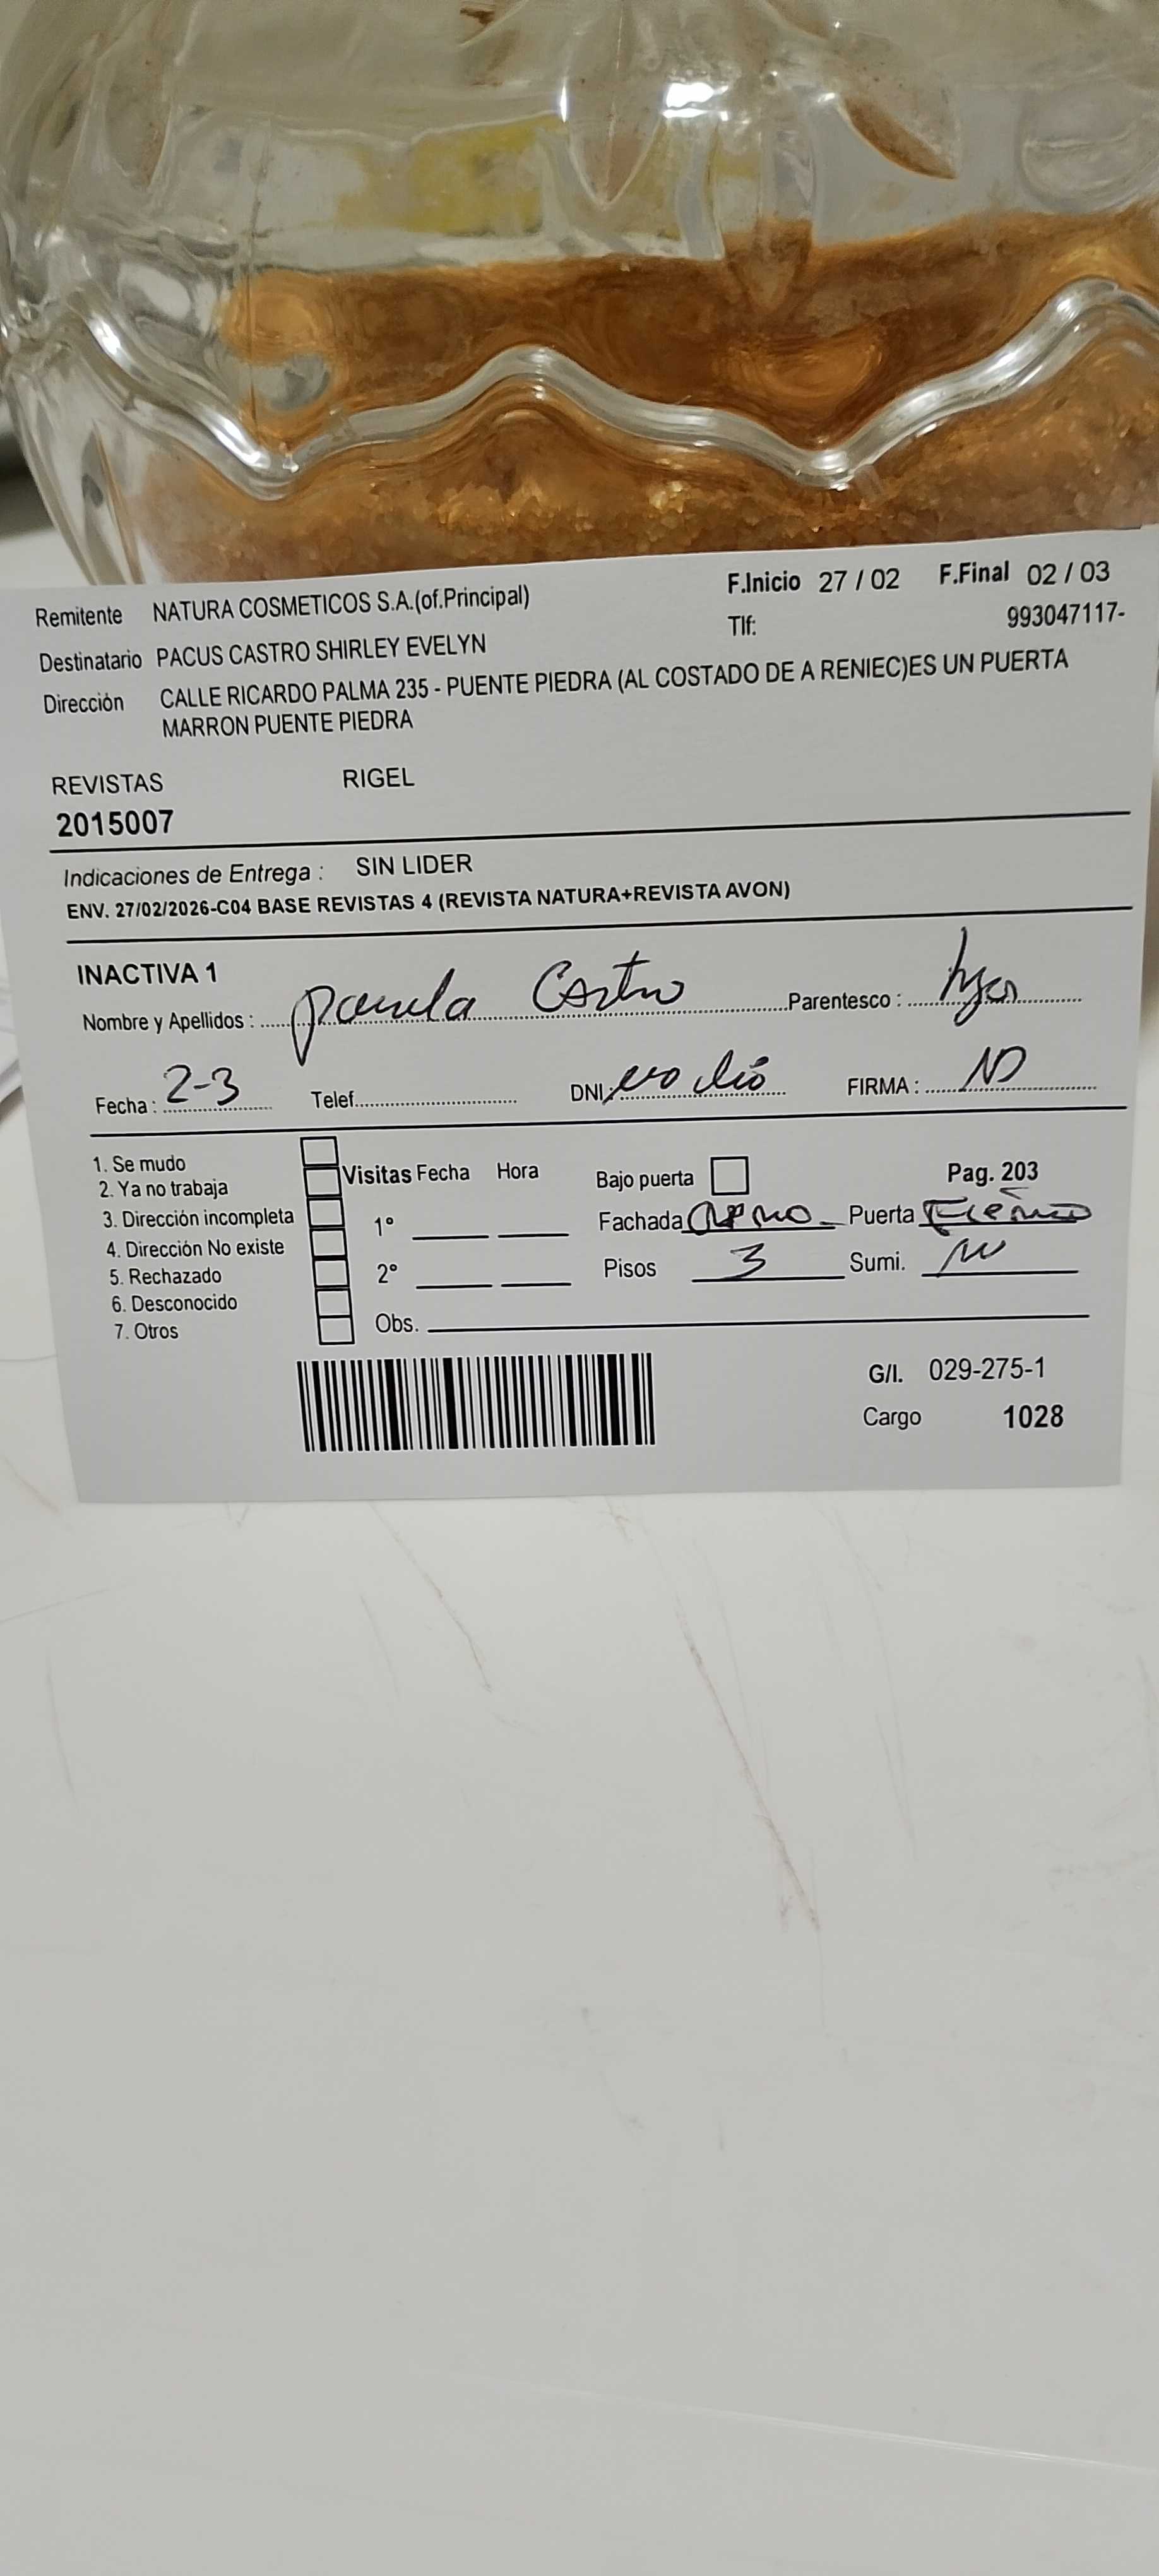 F.Inicio 27 / 02 F.Final 02 / 03
Remitente NATURA COSMETICOS S.A.(of.Principal)
Tlf: 993047117-
Destinatario PACUS CASTRO SHIRLEY EVELYN
Dirección CALLE RICARDO PALMA 235 - PUENTE PIEDRA (AL COSTADO DE A RENIEC)ES UN PUERTA
MARRON PUENTE PIEDRA
REVISTAS RIGEL
2015007
Indicaciones de Entrega : SIN LIDER
ENV. 27/02/2026-C04 BASE REVISTAS 4 (REVISTA NATURA+REVISTA AVON)
INACTIVA 1
Nombre y Apellidos : Castro Parentesco :
Fecha : 2-3 Telef. DNI: no dió FIRMA :
1. Se mudo
2. Ya no trabaja
3. Dirección incompleta
4. Dirección No existe
5. Rechazado
6. Desconocido
7. Otros
Visitas Fecha Hora
1°
2°
Obs.
Bajo puerta
Pag. 203
Fachada Puerta
Pisos 3 Sumi.
G/I. 029-275-1
Cargo 1028